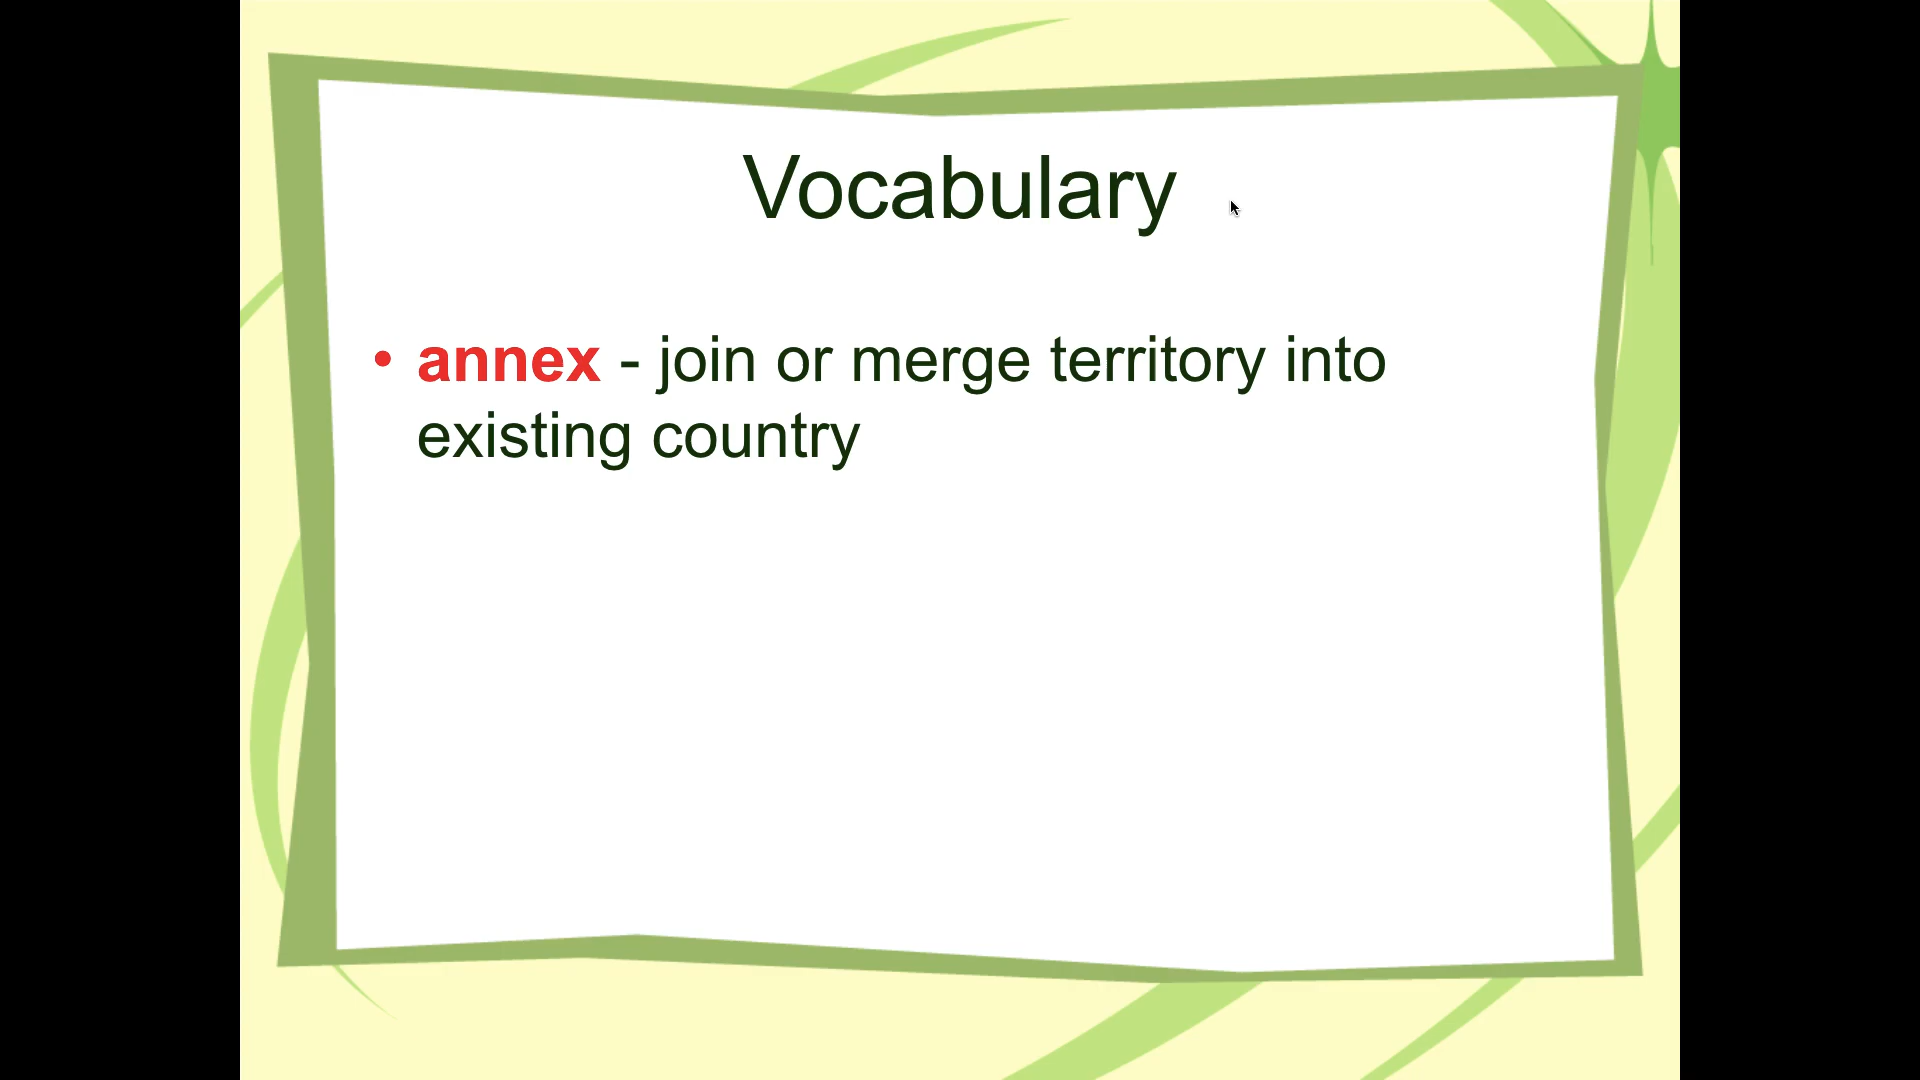 Vocabulary
• annex - join or merge territory into
existing country